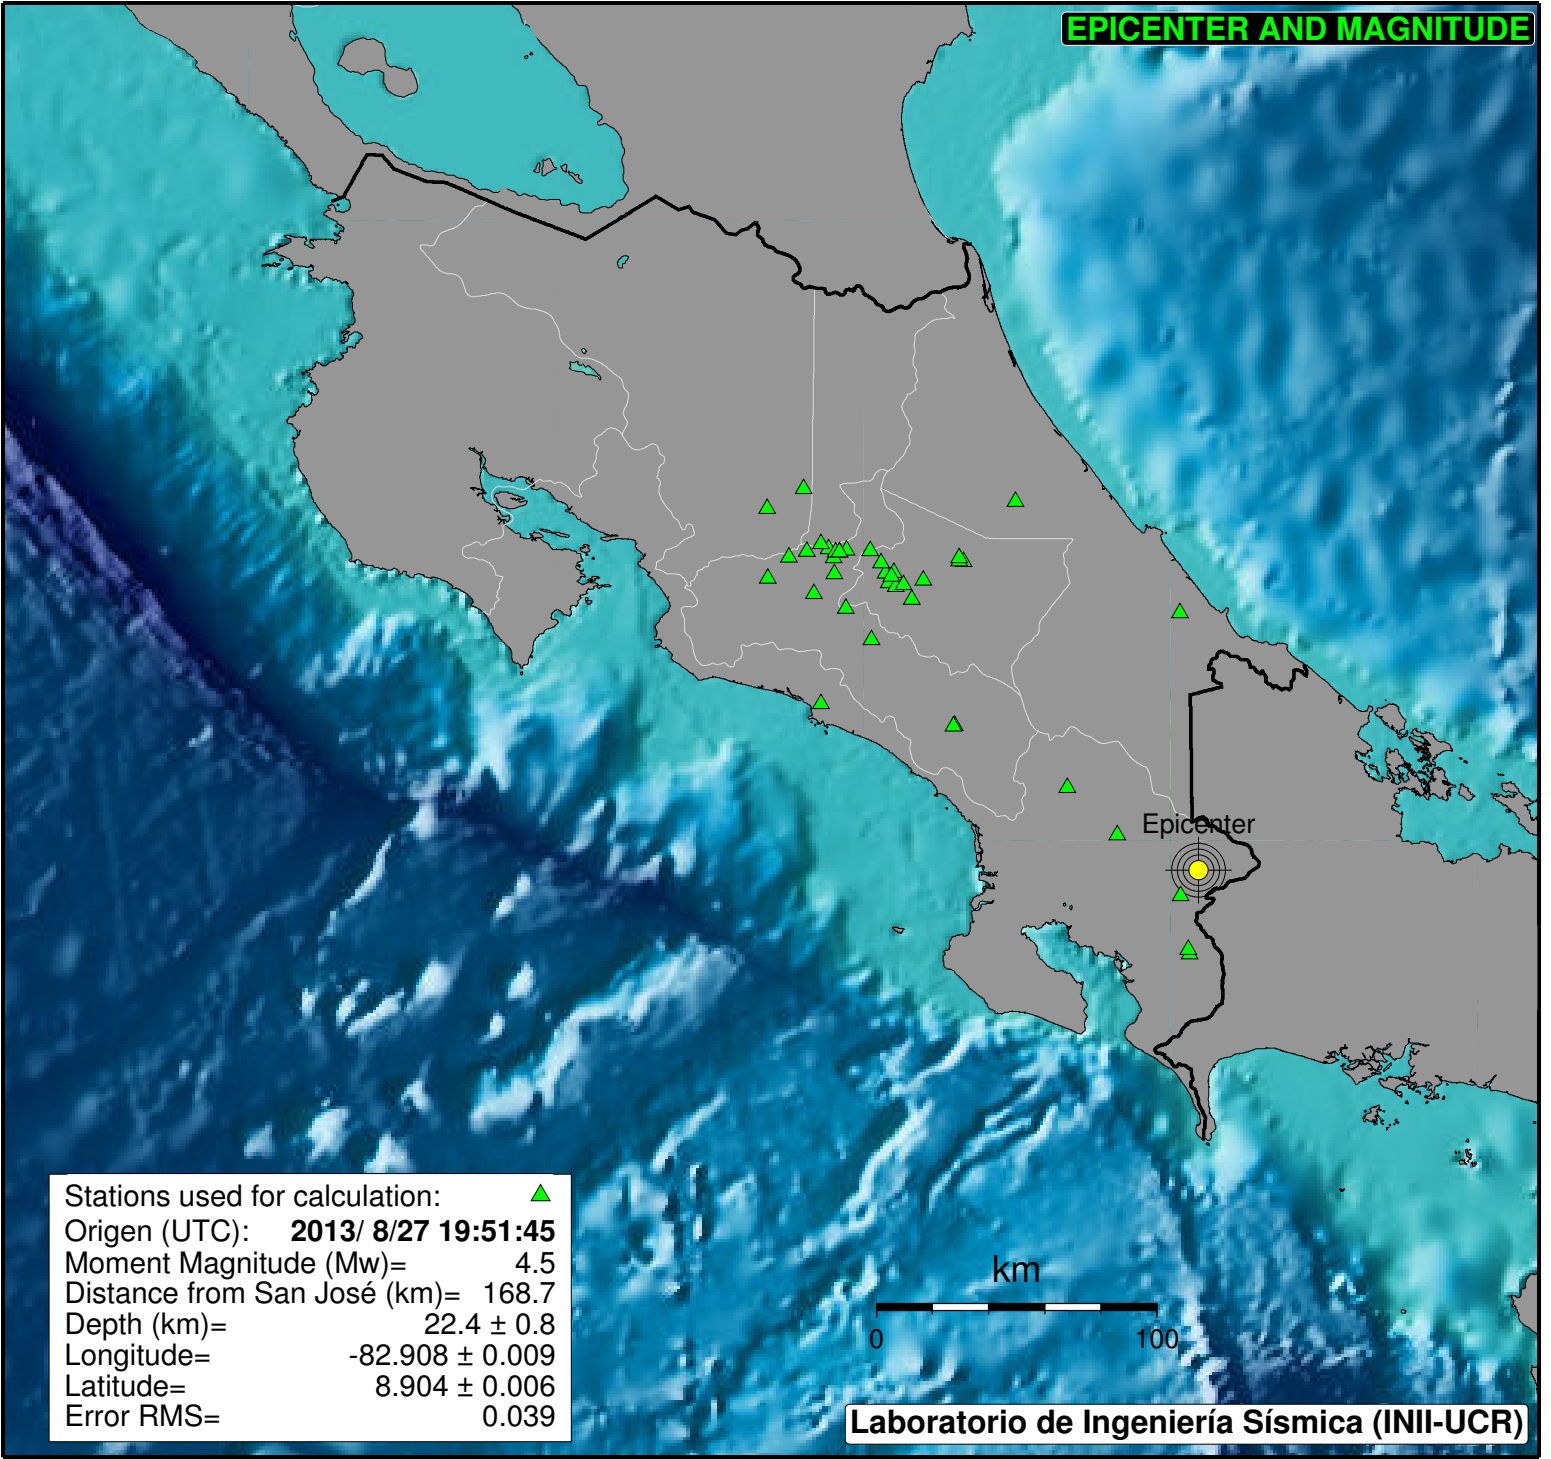 EPICENTER AND MAGNITUDE
Epicenter
Stations used for calculation:
Origen (UTC): 2013/ 8/27 19:51:45
Moment Magnitude (Mw)= 4.5
Distance from San José (km)= 168.7
Depth (km)= 22.4 ± 0.8
Longitude= -82.908 ± 0.009
Latitude= 8.904 ± 0.006
Error RMS= 0.039
km
0 100
Laboratorio de Ingeniería Sísmica (INII-UCR)